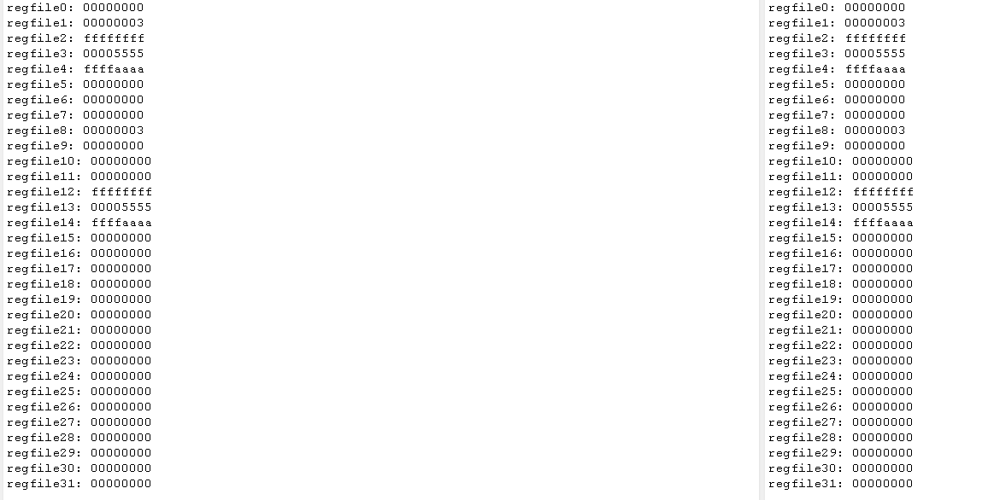 regfile0: 00000000
regfile1: 00000003
regfile2: ffffffff
regfile3: 00005555
regfile4: ffffaaaa
regfile5: 00000000
regfile6: 00000000
regfile7: 00000000
regfile8: 00000003
regfile9: 00000000
regfile10: 00000000
regfile11: 00000000
regfile12: ffffffff
regfile13: 00005555
regfile14: ffffaaaa
regfile15: 00000000
regfile16: 00000000
regfile17: 00000000
regfile18: 00000000
regfile19: 00000000
regfile20: 00000000
regfile21: 00000000
regfile22: 00000000
regfile23: 00000000
regfile24: 00000000
regfile25: 00000000
regfile26: 00000000
regfile27: 00000000
regfile28: 00000000
regfile29: 00000000
regfile30: 00000000
regfile31: 00000000
regfile0: 00000000
regfile1: 00000003
regfile2: ffffffff
regfile3: 00005555
regfile4: ffffaaaa
regfile5: 00000000
regfile6: 00000000
regfile7: 00000000
regfile8: 00000003
regfile9: 00000000
regfile10: 00000000
regfile11: 00000000
regfile12: ffffffff
regfile13: 00005555
regfile14: ffffaaaa
regfile15: 00000000
regfile16: 00000000
regfile17: 00000000
regfile18: 00000000
regfile19: 00000000
regfile20: 00000000
regfile21: 00000000
regfile22: 00000000
regfile23: 00000000
regfile24: 00000000
regfile25: 00000000
regfile26: 00000000
regfile27: 00000000
regfile28: 00000000
regfile29: 00000000
regfile30: 00000000
regfile31: 00000000